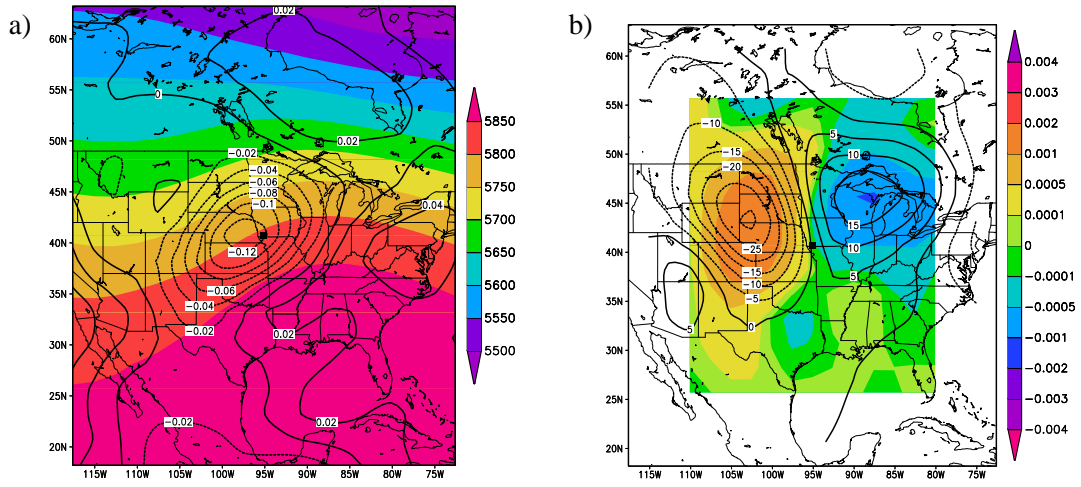 a)
60N
55N
50N
45N
40N
35N
30N
25N
20N
115W 110W 105W 100W 95W 90W 85W 80W 75W
0.02
0
0.02
−0.02
−0.04
−0.06
−0.08
−0.1
0.04
−0.12
−0.06
−0.04
−0.02
0.02
−0.02
0.02
5850
5800
5750
5700
5650
5600
5550
5500
b)
60N
55N
50N
45N
40N
35N
30N
25N
20N
115W 110W 105W 100W 95W 90W 85W 80W 75W
−10
5
−15
10
−20
15
−25
10
−15
5
−10
−5
0
5
0.004
0.003
0.002
0.001
0.0005
0.0001
0
−0.0001
−0.0005
−0.001
−0.002
−0.003
−0.004